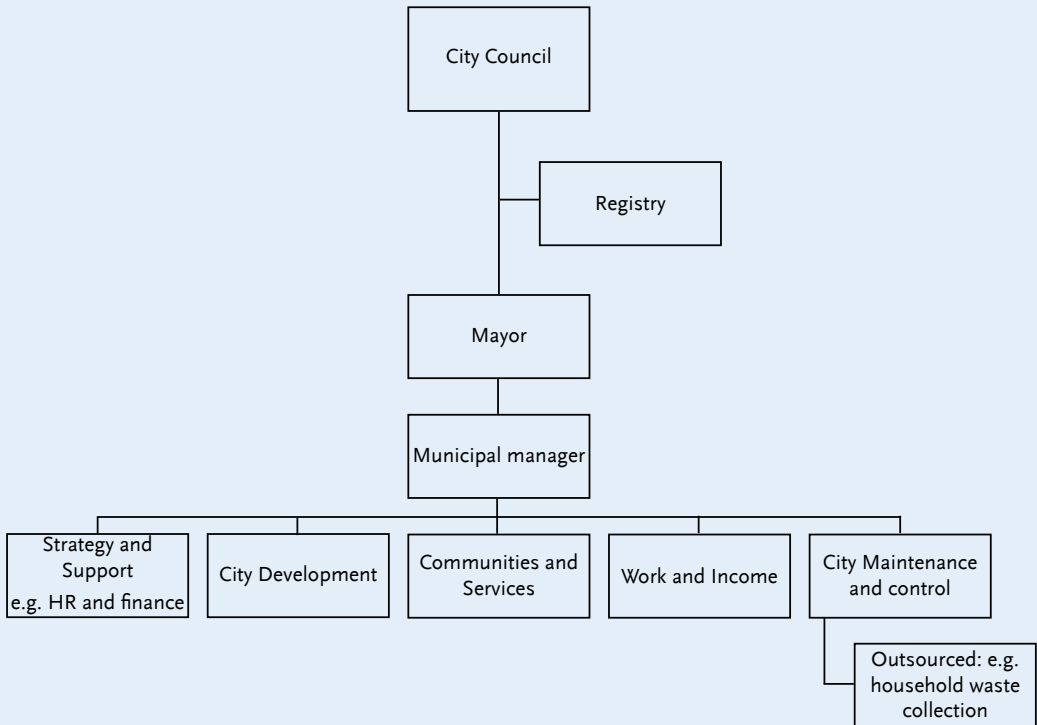 City Council
Registry
Mayor
Municipal manager
Strategy and
Support
e.g. HR and finance
City Development
Communities and
Services
Work and Income
City Maintenance
and control
Outsourced: e.g.
household waste
collection